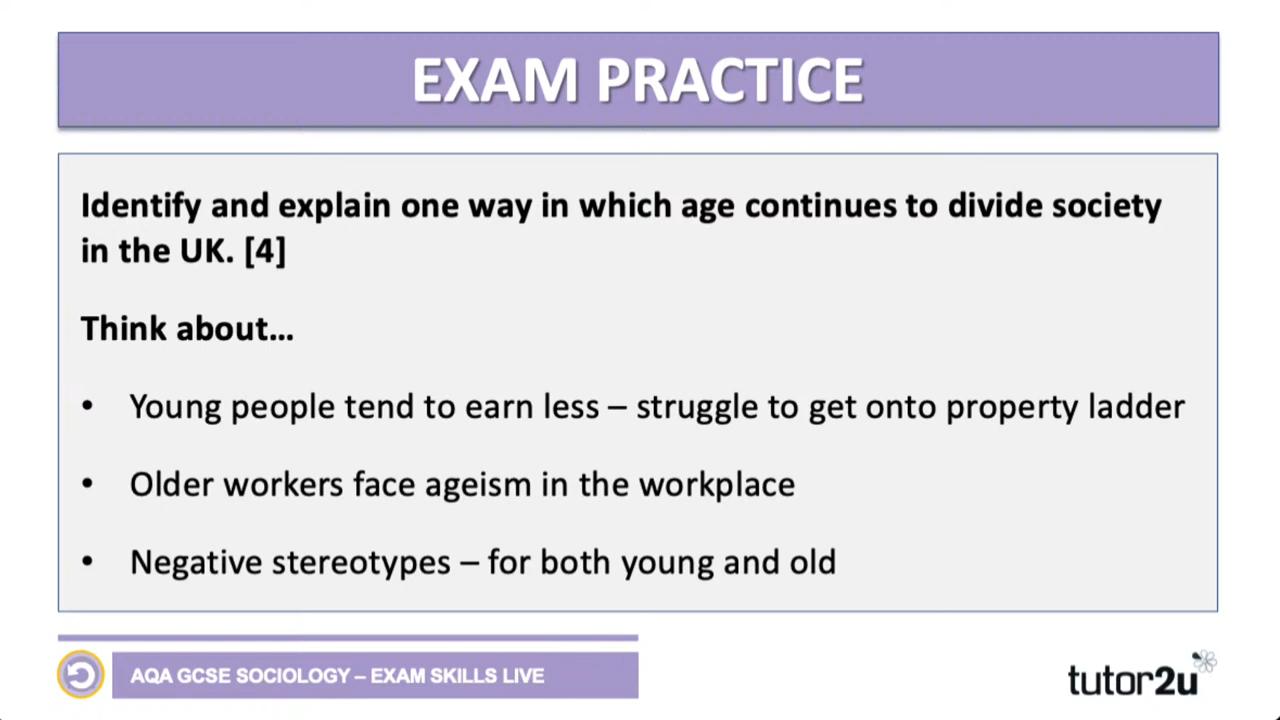 EXAM PRACTICE
Identify and explain one way in which age continues to divide society
in the UK. [4]
Think about…
• Young people tend to earn less – struggle to get onto property ladder
• Older workers face ageism in the workplace
• Negative stereotypes – for both young and old
AQA GCSE SOCIOLOGY – EXAM SKILLS LIVE
tutor2u